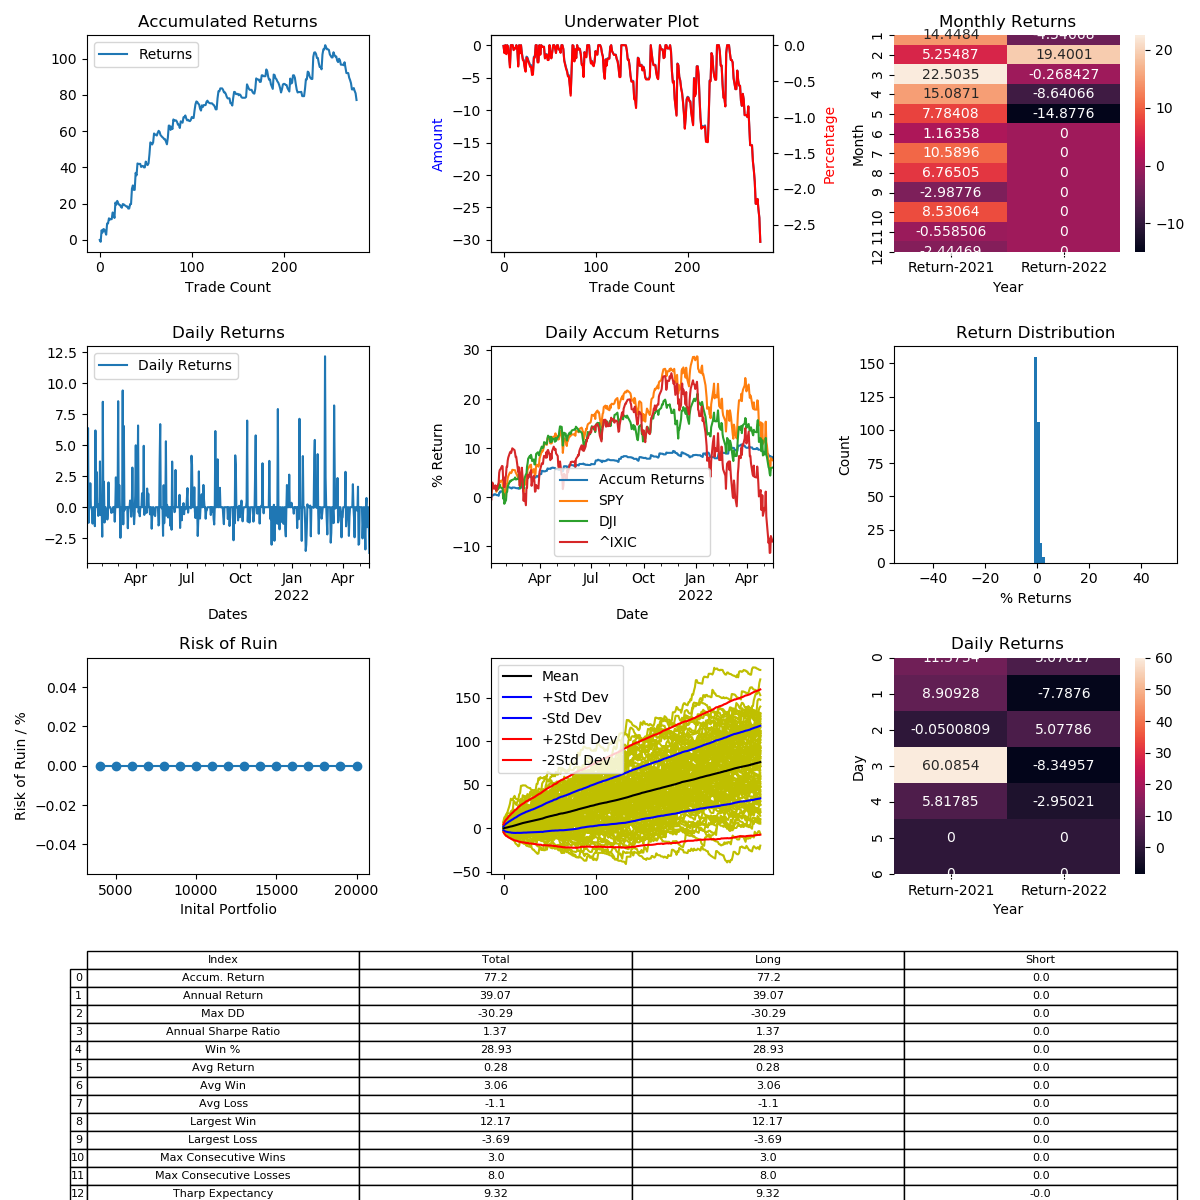 Accumulated Returns
Returns
100
80
60
40
20
0
0 100 200
Trade Count
Underwater Plot
0
−5
−10
−15
−20
−25
−30
Amount
0.0
−0.5
−1.0
−1.5
−2.0
−2.5
Percentage
0 100 200
Trade Count
Monthly Returns
1 14.4484
2 5.25487 19.4001
3 22.5035 -0.268427
4 15.0871 -8.64066
5 7.78408 -14.8776
6 1.16358 0
7 10.5896 0
8 6.76505 0
9 -2.98776 0
10 8.53064 0
11 -0.558506 0
12 -2.44469 0
Month
Return-2021 Return-2022
Year
20
10
0
−10
Daily Returns
Daily Returns
12.5
10.0
7.5
5.0
2.5
0.0
−2.5
Apr Jul Oct Jan Apr
2022
Dates
Daily Accum Returns
30
20
10
0
−10
% Return
Accum Returns
SPY
DJI
^IXIC
Apr Jul Oct Jan Apr
2022
Date
Return Distribution
150
125
100
75
50
25
0
Count
−40 −20 0 20 40
% Returns
Risk of Ruin
0.04
0.02
0.00
−0.02
−0.04
Risk of Ruin / %
5000 10000 15000 20000
Inital Portfolio
Mean
+Std Dev
-Std Dev
+2Std Dev
-2Std Dev
150
100
50
0
−50
0 100 200
Daily Returns
0
1 8.90928 -7.7876
2 -0.0500809 5.07786
3 60.0854 -8.34957
4 5.81785 -2.95021
5 0 0
6 0 0
Day
Return-2021 Return-2022
Year
60
50
40
30
20
10
0
Index Total Long Short
0 Accum. Return 77.2 77.2 0.0
1 Annual Return 39.07 39.07 0.0
2 Max DD -30.29 -30.29 0.0
3 Annual Sharpe Ratio 1.37 1.37 0.0
4 Win % 28.93 28.93 0.0
5 Avg Return 0.28 0.28 0.0
6 Avg Win 3.06 3.06 0.0
7 Avg Loss -1.1 -1.1 0.0
8 Largest Win 12.17 12.17 0.0
9 Largest Loss -3.69 -3.69 0.0
10 Max Consecutive Wins 3.0 3.0 0.0
11 Max Consecutive Losses 8.0 8.0 0.0
12 Tharp Expectancy 9.32 9.32 -0.0